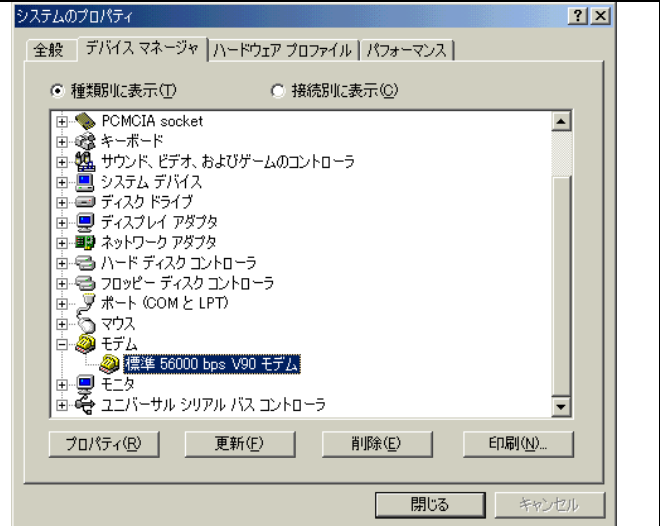 システムのプロパティ
全般 デバイス マネージャ ハードウェア プロファイル パフォーマンス
種類別に表示(T) 接続別に表示(C)
PCMCIA socket
キーボード
サウンド、ビデオ、およびゲームのコントローラ
システム デバイス
ディスク ドライブ
ディスプレイ アダプタ
ネットワーク アダプタ
ハード ディスク コントローラ
フロッピー ディスク コントローラ
ポート (COM と LPT)
マウス
モデム
標準 56000 bps V90 モデム
モニタ
ユニバーサル シリアル バス コントローラ
プロパティ(R) 更新(F) 削除(E) 印刷(N)...
閉じる キャンセル